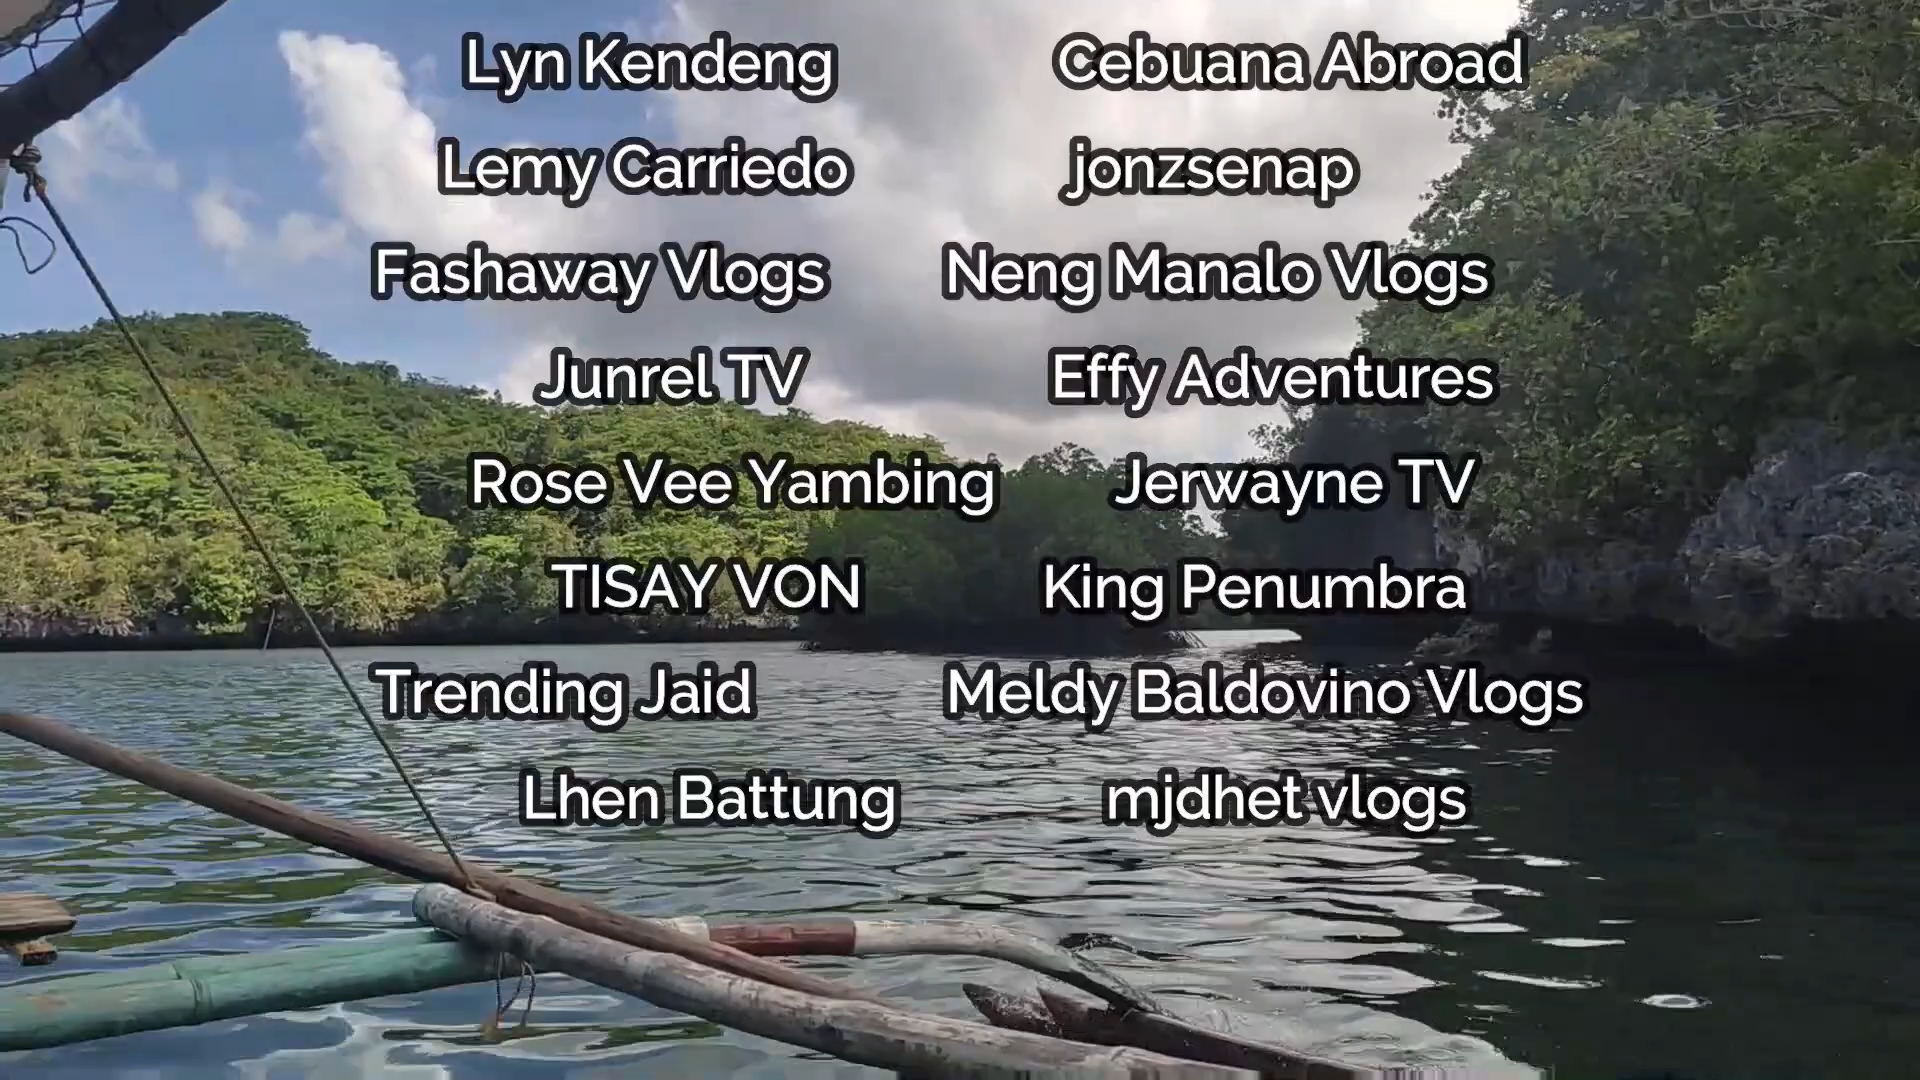 Lyn Kendeng Cebuana Abroad
Lemy Carriedo jonzsenap
Fashaway Vlogs Neng Manalo Vlogs
Junrel TV Effy Adventures
Rose Vee Yambing Jerwayne TV
TISAY VON King Penumbra
Trending Jaid Meldy Baldovino Vlogs
Lhen Battung mjdhet vlogs